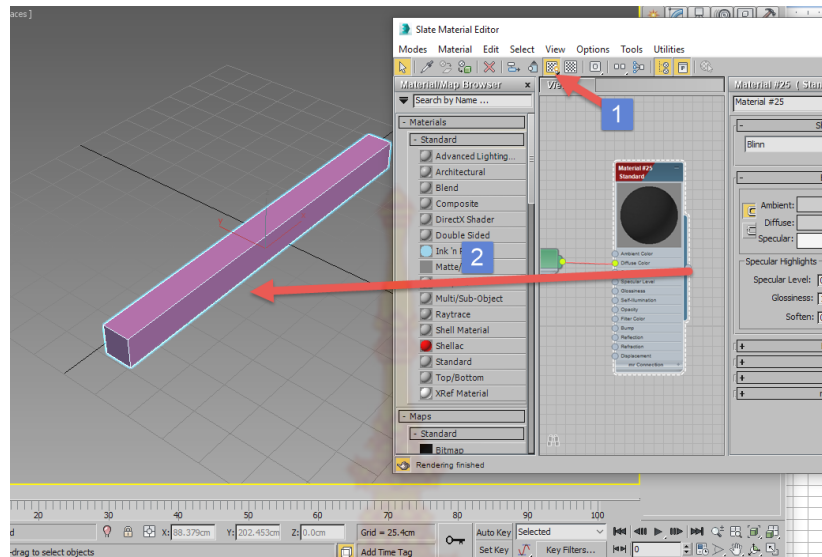 aces ]
Slate Material Editor
Modes Material Edit Select View Options Tools Utilities
Material/Map Browser x
Search by Name ...
- Materials
- Standard
Advanced Lighting...
Architectural
Blend
Composite
DirectX Shader
Double Sided
Ink 'n
Matte/
Multi/Sub-Object
Raytrace
Shell Material
Shellac
Standard
Top/Bottom
XRef Material
- Maps
- Standard
Bitmap
Rendering finished
1
2
Material #25
Standard
Ambient Color
Diffuse Color
Specular Level
Glossiness
Self-Illumination
Opacity
Filter Color
Bump
Reflection
Refraction
Displacement
mr Connection +
Material #25 ( Stan
Material #25
Blinn
Ambient:
Diffuse:
Specular:
Specular Highlights
Specular Level:
Glossiness:
Soften:
20 30 40 50 60 70 80 90 100
X: 88.379cm Y: 202.453cm Z: 0.0cm Grid = 25.4cm
Auto Key Selected
-drag to select objects
Add Time Tag
Set Key Key Filters...
0